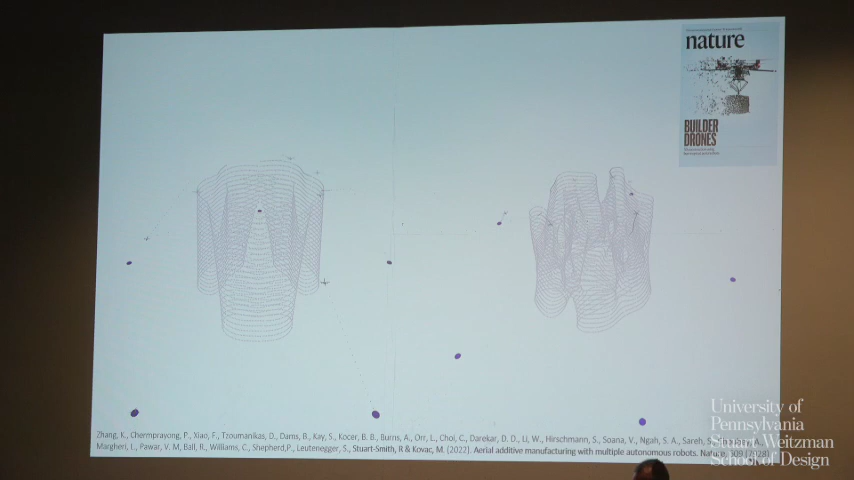 nature
BUILDER
DRONES
Zhang, K., Chermprayong, P., Xiao, F., Tzoumanikas, D., Dams, B., Kay, S., Kocer, B. B., Burns, A., Orr, L., Choi, C., Darekar, D. D., Li, W., Hirschmann, S., Soana, V., Ngah, S. A., Sareh, S.,
Margheri, L., Pawar, V. M, Ball, R., Williams, C., Shepherd,P., Leutenegger, S., Stuart-Smith, R & Kovac, M. (2022). Aerial additive manufacturing with multiple autonomous robots. Nature. 609
University of
Pennsylvania
Stuart Weitzman
School of Design